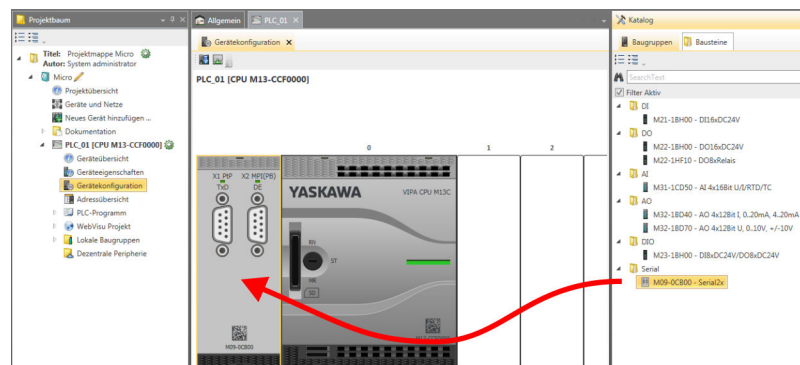 Projektbaum
Titel: Projektmappe Micro
Autor: System administrator
Micro
Projektübersicht
Geräte und Netze
Neues Gerät hinzufügen ...
Dokumentation
PLC_01 [CPU M13-CCF0000]
Geräteübersicht
Geräteeigenschaften
Gerätekonfiguration
Adressübersicht
PLC-Programm
WebVisu Projekt
Lokale Baugruppen
Dezentrale Peripherie
Allgemein
PLC_01
Gerätekonfiguration
PLC_01 [CPU M13-CCF0000]
0 1 2
X1 PtP X2 MPI(PB)
TxD DE
YASKAWA
VIPA CPU M13C
RN
ST
MR
SD
M09-0CB00
M13-CCF0000
Katalog
Baugruppen Bausteine
SearchText
Filter Aktiv
DI
M21-1BH00 - DI16xDC24V
DO
M22-1BH00 - DO16xDC24V
M22-1HF10 - DO8xRelais
AI
M31-1CD50 - AI 4x16Bit U/I/RTD/TC
AO
M32-1BD40 - AO 4x12Bit I, 0..20mA, 4.20mA
M32-1BD70 - AO 4x12Bit U, 0..10V, +/-10V
DIO
M23-1BH00 - DI8xDC24V/DO8xDC24V
Serial
M09-0CB00 - Serial2x